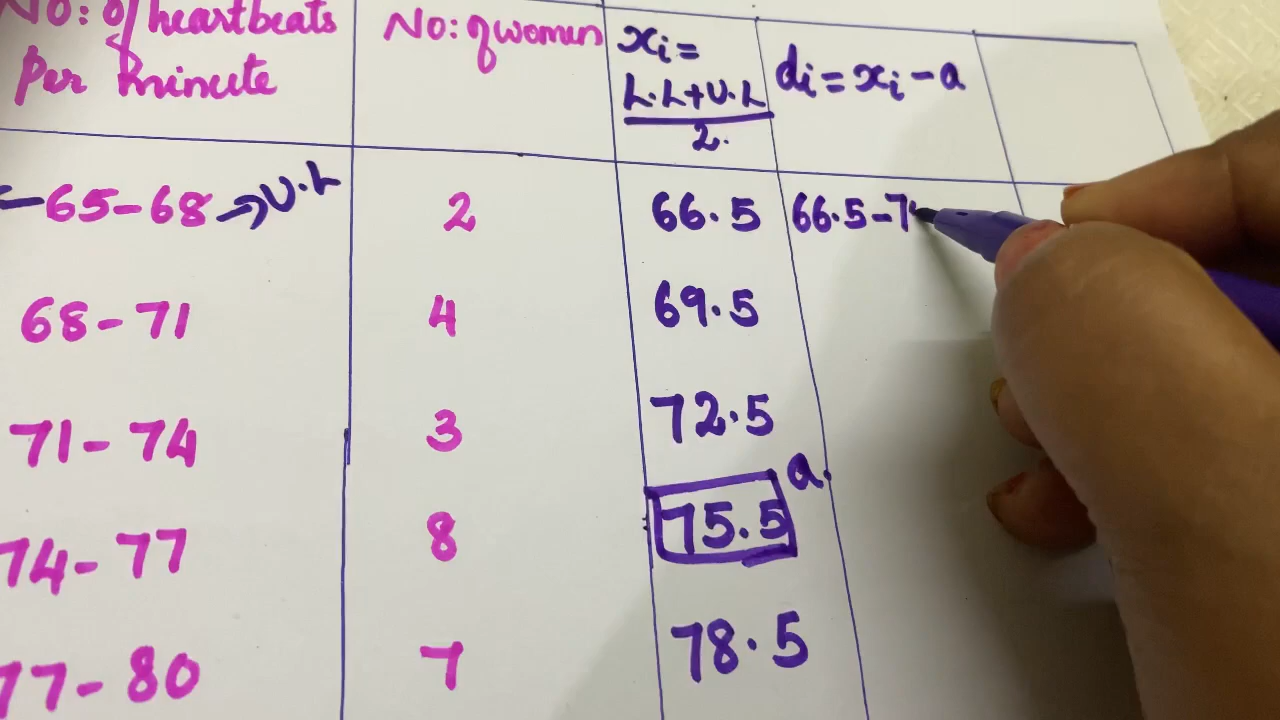 No: of heartbeats per minute
No: of women
xi = L.L+U.L / 2.
di = xi - a
65-68 → U.L
2
66.5
66.5-7
68-71
4
69.5
71-74
3
72.5
74-77
8
75.5 a.
77-80
7
78.5